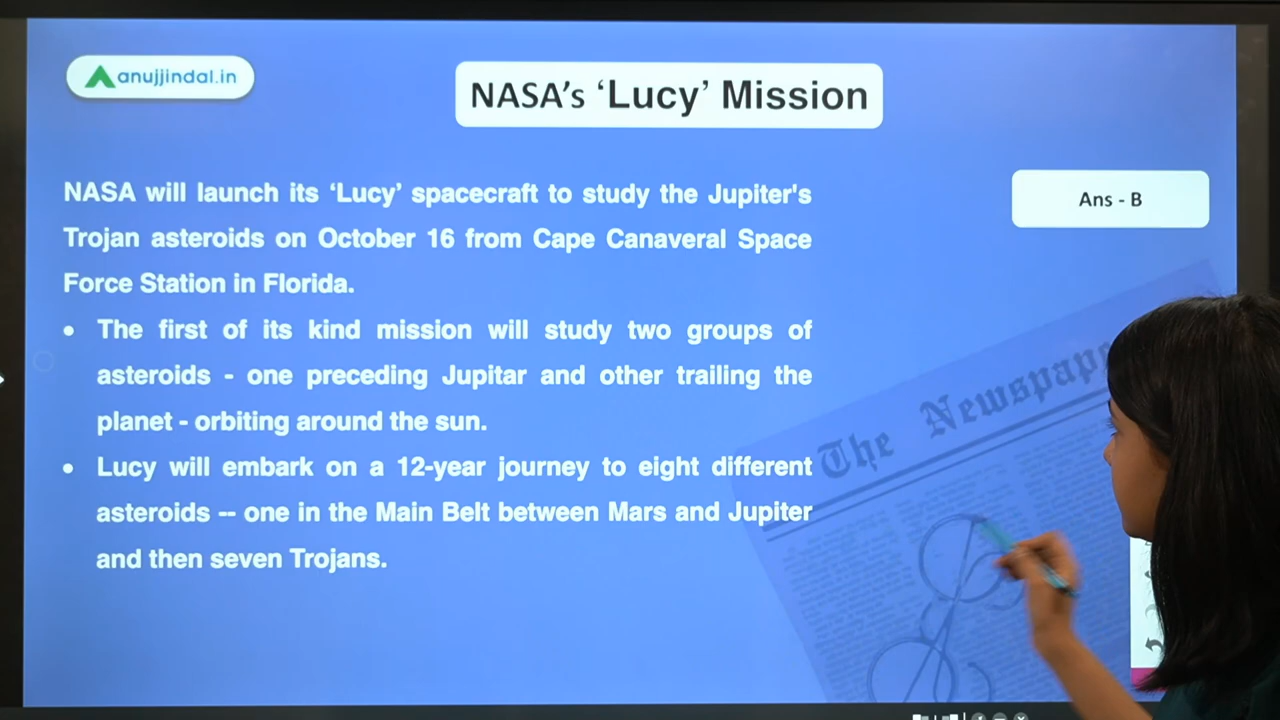 anujjindal.in
NASA's 'Lucy' Mission
NASA will launch its 'Lucy' spacecraft to study the Jupiter's
Trojan asteroids on October 16 from Cape Canaveral Space
Force Station in Florida.
Ans - B
• The first of its kind mission will study two groups of
asteroids - one preceding Jupitar and other trailing the
planet - orbiting around the sun.
• Lucy will embark on a 12-year journey to eight different
asteroids -- one in the Main Belt between Mars and Jupiter
and then seven Trojans.
The Newspape